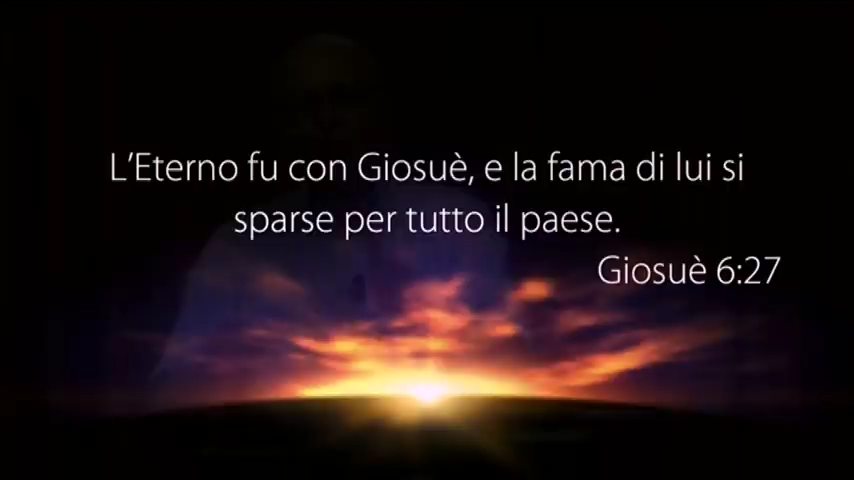 L'Eterno fu con Giosuè, e la fama di lui si
sparse per tutto il paese.
Giosuè 6:27